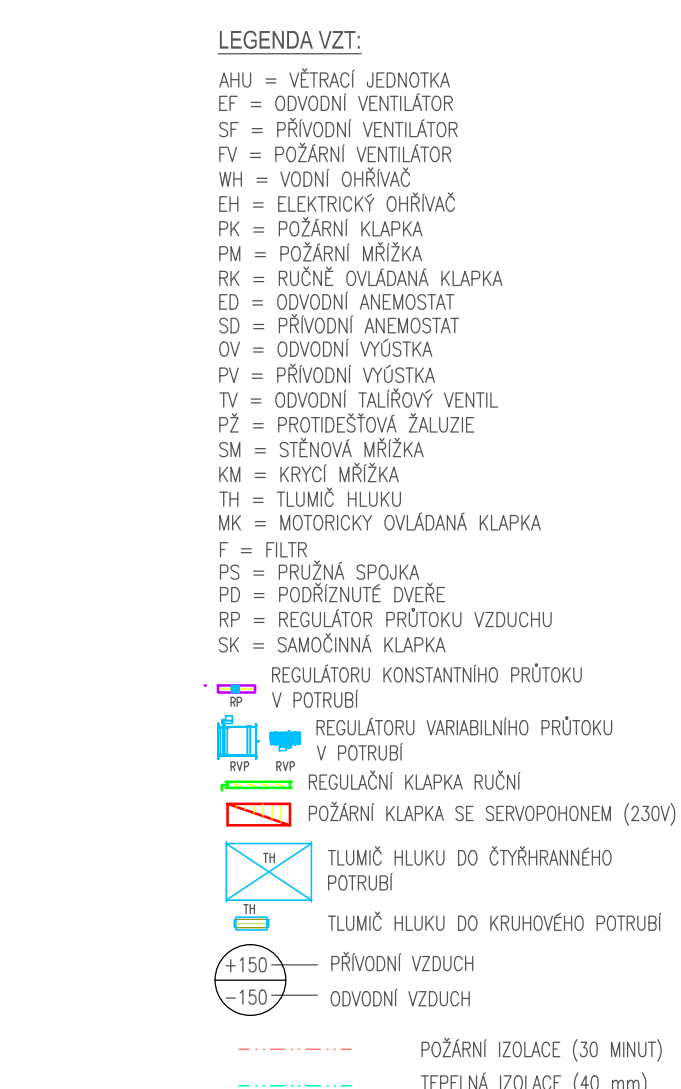 LEGENDA VZT:
AHU = VĚTRACÍ JEDNOTKA
EF = ODVODNÍ VENTILÁTOR
SF = PŘÍVODNÍ VENTILÁTOR
FV = POŽÁRNÍ VENTILÁTOR
WH = VODNÍ OHŘÍVAČ
EH = ELEKTRICKÝ OHŘÍVAČ
PK = POŽÁRNÍ KLAPKA
PM = POŽÁRNÍ MŘÍŽKA
RK = RUČNĚ OVLÁDANÁ KLAPKA
ED = ODVODNÍ ANEMOSTAT
SD = PŘÍVODNÍ ANEMOSTAT
OV = ODVODNÍ VYÚSTKA
PV = PŘÍVODNÍ VYÚSTKA
TV = ODVODNÍ TALÍŘOVÝ VENTIL
PŽ = PROTIDEŠŤOVÁ ŽALUZIE
SM = STĚNOVÁ MŘÍŽKA
KM = KRYCÍ MŘÍŽKA
TH = TLUMIČ HLUKU
MK = MOTORICKY OVLÁDANÁ KLAPKA
F = FILTR
PS = PRUŽNÁ SPOJKA
PD = PODŘÍZNUTÉ DVEŘE
RP = REGULÁTOR PRŮTOKU VZDUCHU
SK = SAMOČINNÁ KLAPKA
REGULÁTORU KONSTANTNÍHO PRŮTOKU
RP V POTRUBÍ
REGULÁTORU VARIABILNÍHO PRŮTOKU
V POTRUBÍ
RVP RVP
REGULAČNÍ KLAPKA RUČNÍ
POŽÁRNÍ KLAPKA SE SERVOPOHONEM (230V)
TH TLUMIČ HLUKU DO ČTYŘHRANNÉHO
POTRUBÍ
TH
TLUMIČ HLUKU DO KRUHOVÉHO POTRUBÍ
+150 PŘÍVODNÍ VZDUCH
-150 ODVODNÍ VZDUCH
POŽÁRNÍ IZOLACE (30 MINUT)
TEPELNÁ IZOLACE (40 mm)